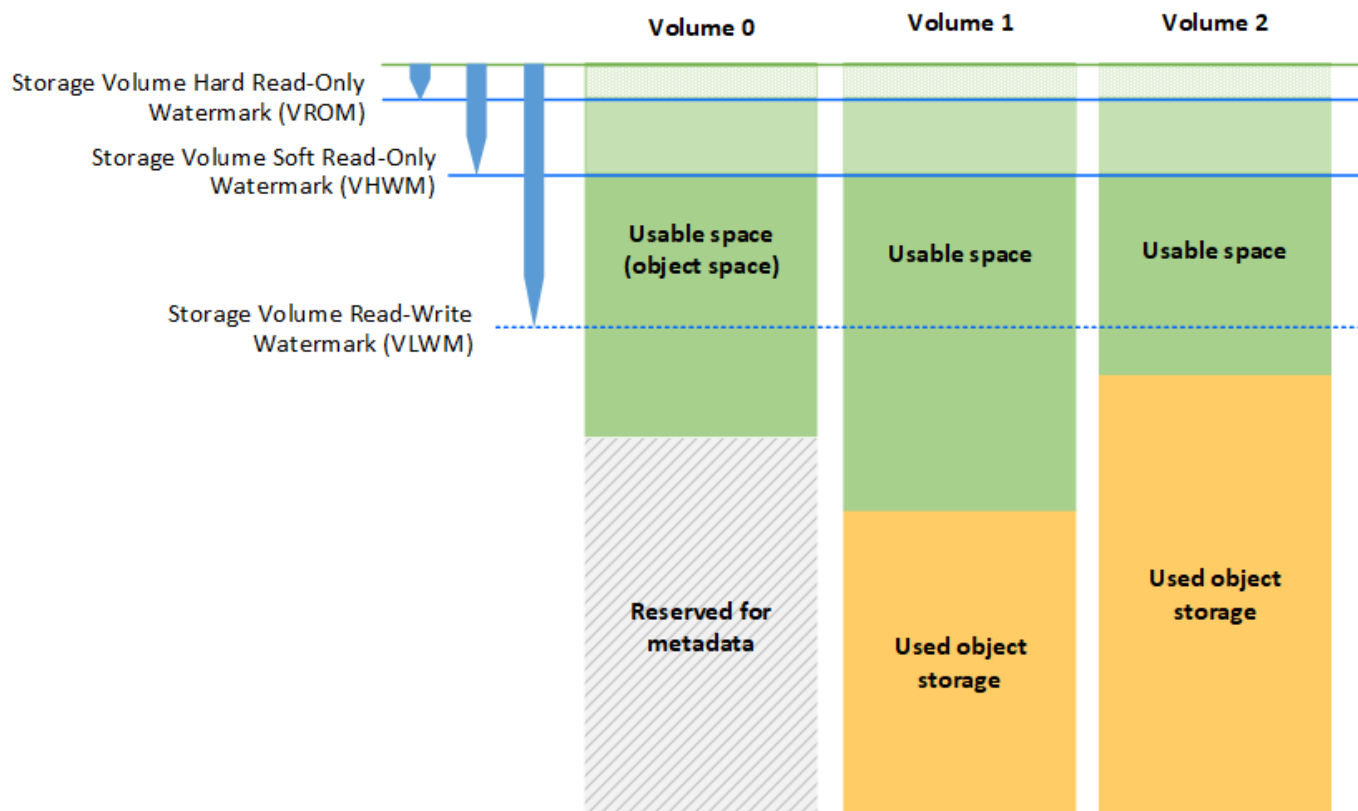 Volume 0
Volume 1
Volume 2
Storage Volume Hard Read-Only
Watermark (VROM)
Storage Volume Soft Read-Only
Watermark (VHWM)
Storage Volume Read-Write
Watermark (VLWM)
Usable space
(object space)
Usable space
Usable space
Reserved for
metadata
Used object
storage
Used object
storage